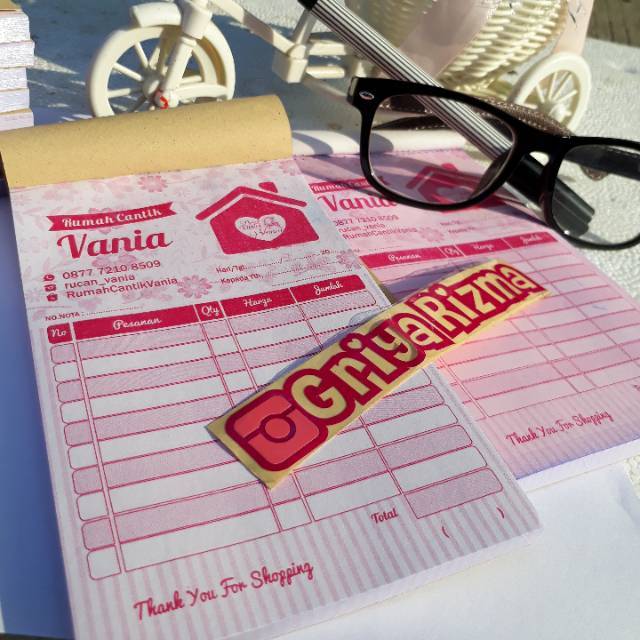 Rumah Cantik
Vania
0877.7210.8509
rucan_vania
RumahCantikVania
NO.NOTA :
Hari/Tgl.
Kepada Yth.
No Pesanan Qty Harga Jumlah
Total
( )
Thank You For Shopping
GriyaRizma
Rumah Cantik
0877.7210
rucan_vania
RumahCantikVania
Pesanan Qty Harga Jumlah
Thank You For Shopping